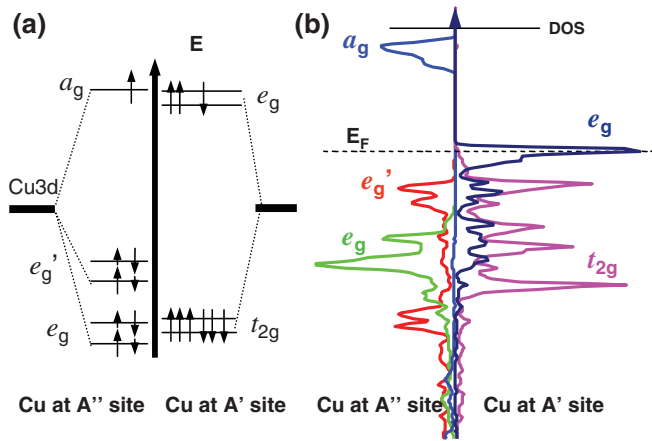 (a)
E
a_g
e_g
Cu3d
e_g'
e_g
t_2g
Cu at A'' site
Cu at A' site
(b)
DOS
a_g
E_F
e_g
e_g'
e_g
t_2g
Cu at A'' site
Cu at A' site